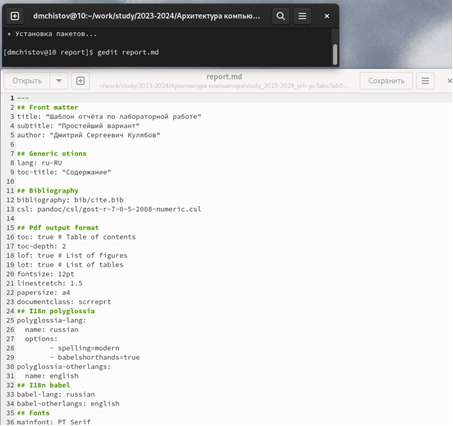 dmchistov@10:~/work/study/2023-2024/Архитектура компью...
• Установка пакетов...
[dmchistov@10 report]$ gedit report.md
Открыть
report.md
~/work/study/2023-2024/Архитектура компьютера/study_2023-2024_arh-pc/labs/lab0...
Сохранить
1 ---
2 ## Front matter
3 title: "Шаблон отчёта по лабораторной работе"
4 subtitle: "Простейший вариант"
5 author: "Дмитрий Сергеевич Кулябов"
6
7 ## Generic otions
8 lang: ru-RU
9 toc-title: "Содержание"
10
11 ## Bibliography
12 bibliography: bib/cite.bib
13 csl: pandoc/csl/gost-r-7-0-5-2008-numeric.csl
14
15 ## Pdf output format
16 toc: true # Table of contents
17 toc-depth: 2
18 lof: true # List of figures
19 lot: true # List of tables
20 fontsize: 12pt
21 linestretch: 1.5
22 papersize: a4
23 documentclass: scrreprt
24 ## I18n polyglossia
25 polyglossia-lang:
26 name: russian
27 options:
28 - spelling=modern
29 - babelshorthands=true
30 polyglossia-otherlangs:
31 name: english
32 ## I18n babel
33 babel-lang: russian
34 babel-otherlangs: english
35 ## Fonts
36 mainfont: PT Serif